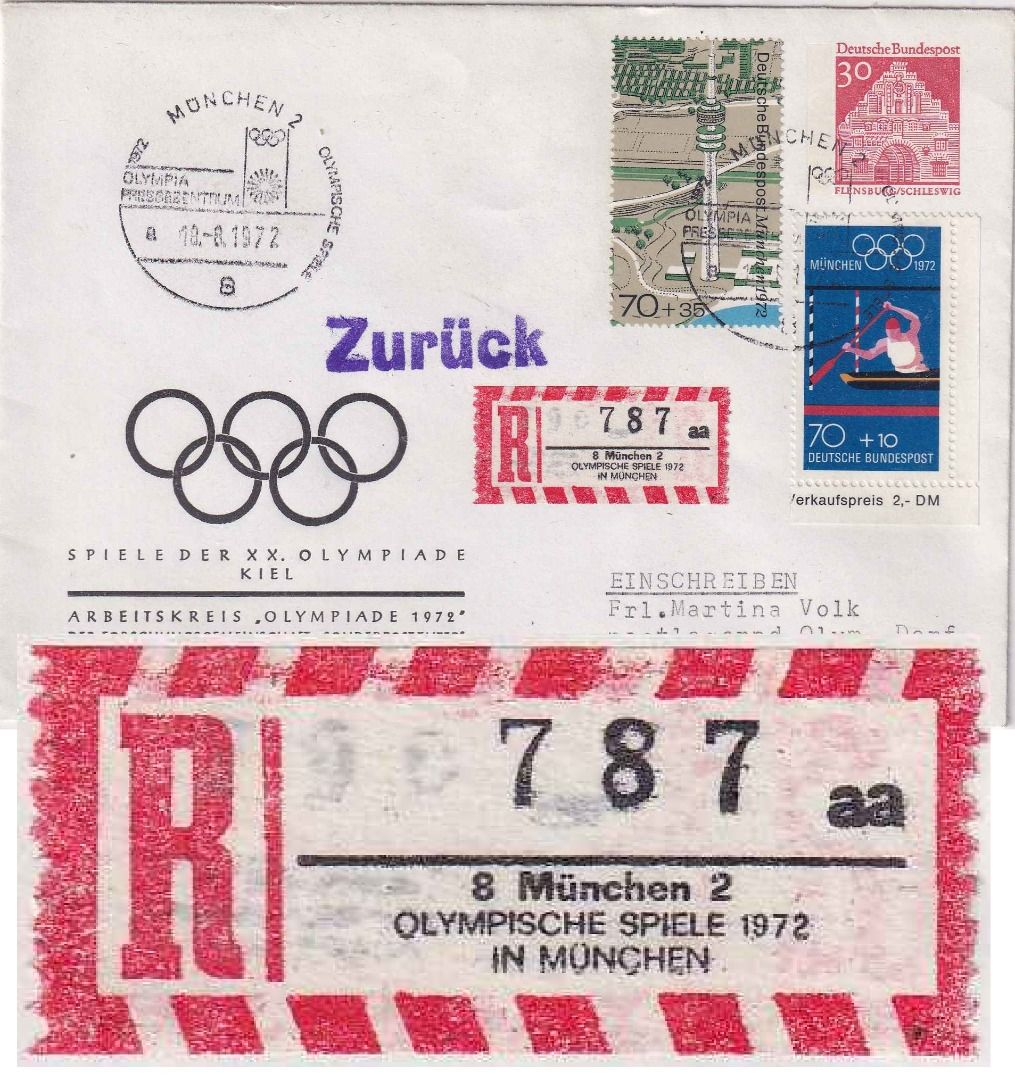 MÜNCHEN 2
1972
OLYMPISCHE SPIELE
OLYMPIA
PRESSEZENTRUM
a 18.-8.1972
8
Deutsche Bundespost München 1972
70+35
MÜNCHEN 2
OLYMPIA
Deutsche Bundespost
30
FLENSBURG/SCHLESWIG
MÜNCHEN 1972
70 +10
DEUTSCHE BUNDESPOST
Verkaufspreis 2,- DM
Zurück
R 787 aa
8 München 2
OLYMPISCHE SPIELE 1972
IN MÜNCHEN
SPIELE DER XX. OLYMPIADE
KIEL
ARBEITSKREIS „OLYMPIADE 1972"
EINSCHREIBEN
Frl.Martina Volk
R 787 aa
8 München 2
OLYMPISCHE SPIELE 1972
IN MÜNCHEN